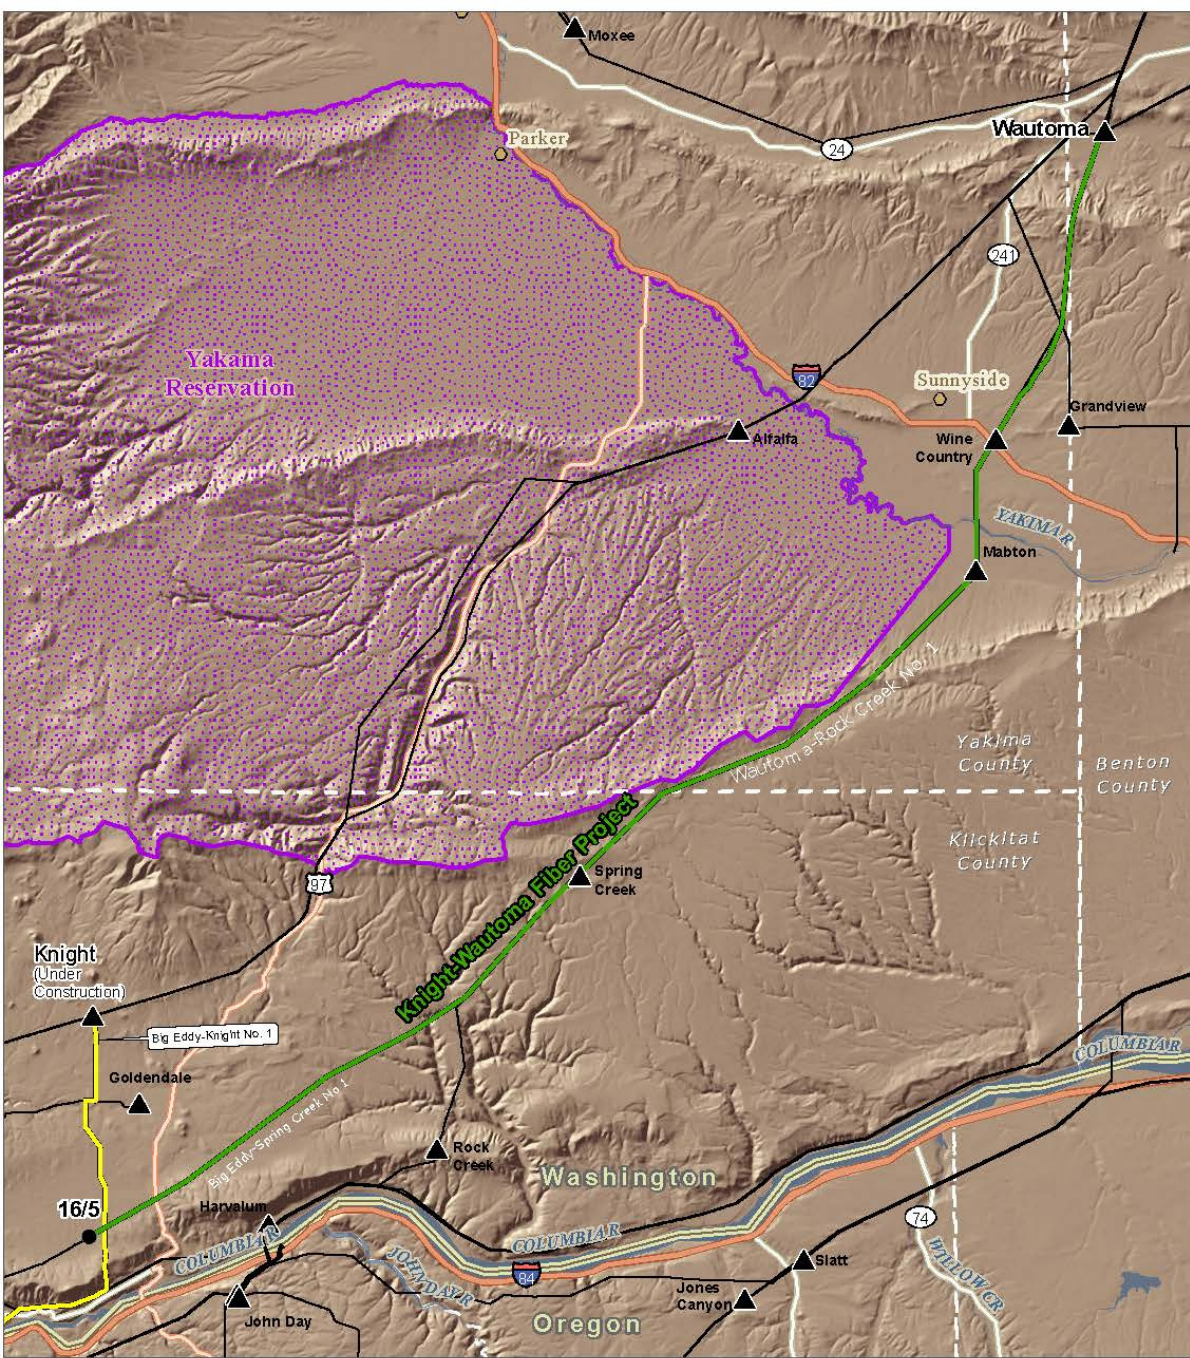 Moxee
Wautoma
Parker
24
241
Yakama
Reservation
82
Sunnyside
Grandview
Alfalfa
Wine
Country
YAKIMA R
Mabton
Wautoma-Rock Creek No. 1
Yakima
County
Benton
County
Knight-Wautoma Fiber Project
Klickitat
County
Spring
Creek
97
Knight
(Under
Construction)
Big Eddy-Knight No. 1
COLUMBIA R
Goldendale
Big Eddy-Spring Creek No.1
Rock
Creek
Washington
16/5
Harvalum
COLUMBIA R
COLUMBIA R
74
JOHN DAY R
84
Slatt
WILLOW CR
Jones
Canyon
John Day
Oregon